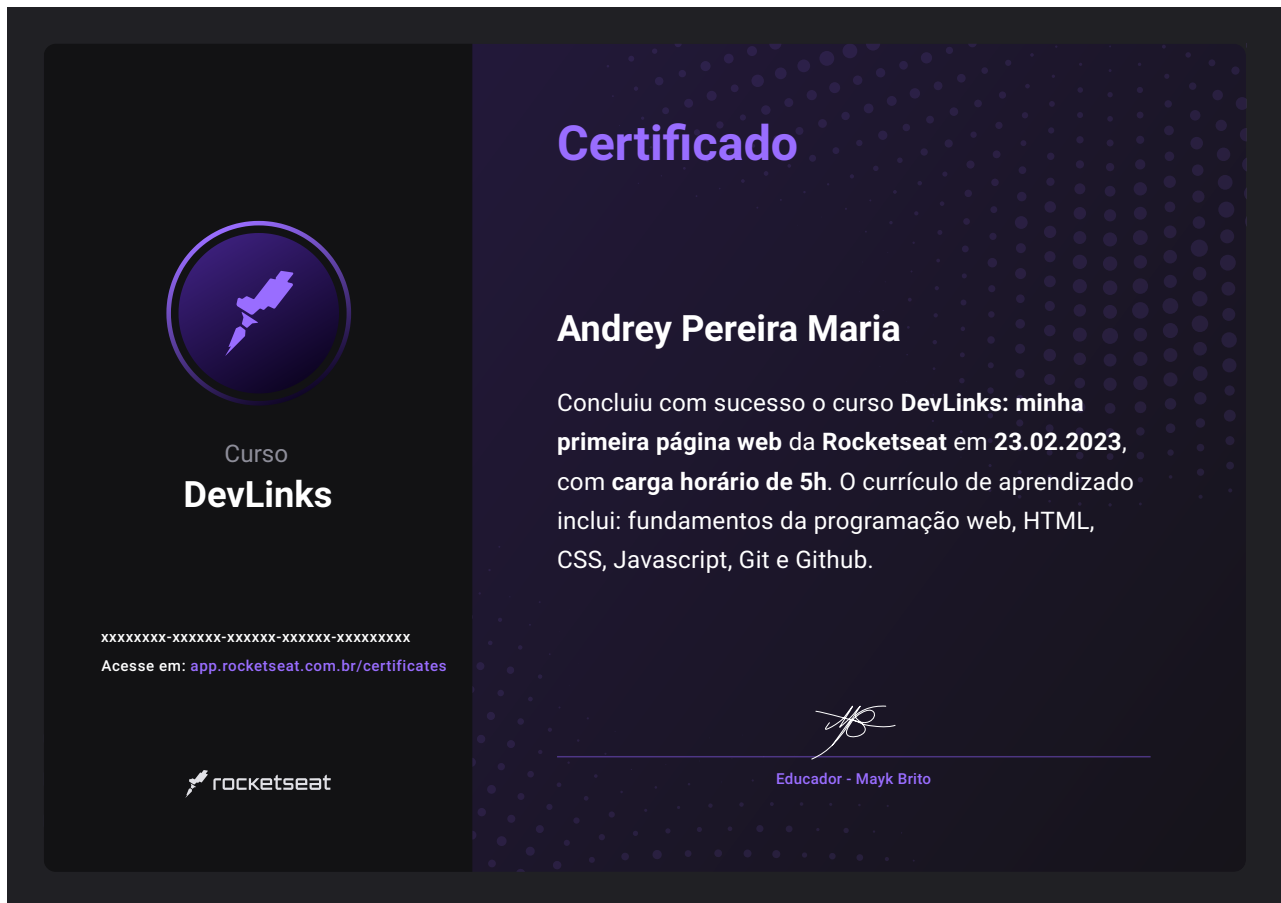 Certificado
Andrey Pereira Maria
Concluiu com sucesso o curso DevLinks: minha
primeira página web da Rocketseat em 23.02.2023,
com carga horário de 5h. O currículo de aprendizado
inclui: fundamentos da programação web, HTML,
CSS, Javascript, Git e Github.
Educador - Mayk Brito
Curso
DevLinks
xxxxxxxx-xxxxxx-xxxxxx-xxxxxx-xxxxxxxxx
Acesse em: app.rocketseat.com.br/certificates
rocketseat